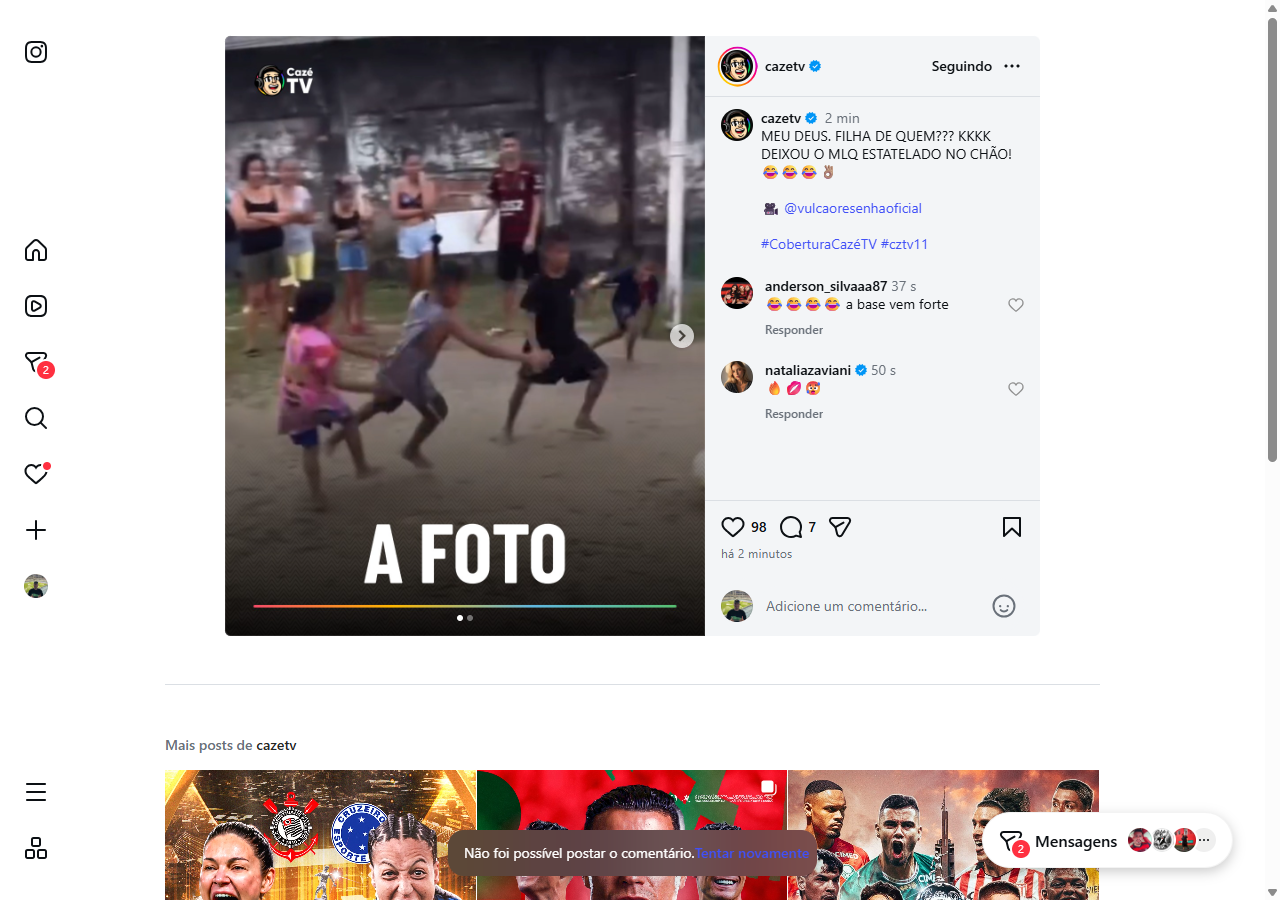 Cazé
TV
A FOTO
cazetv
Seguindo
cazetv 2 min
MEU DEUS. FILHA DE QUEM??? KKKK
DEIXOU O MLQ ESTATELADO NO CHÃO!
😂😂😂👌🏽
🎥 @vulcaoresenhaoficial
#CoberturaCazéTV #cztv11
anderson_silvaaa87 37 s
😂😂😂😂 a base vem forte
Responder
nataliazaviani 50 s
🔥💋🥵
Responder
98 7
há 2 minutos
Adicione um comentário...
2
Mais posts de cazetv
CRUZEIRO
ESPORTE
Não foi possível postar o comentário. Tentar novamente
2 Mensagens